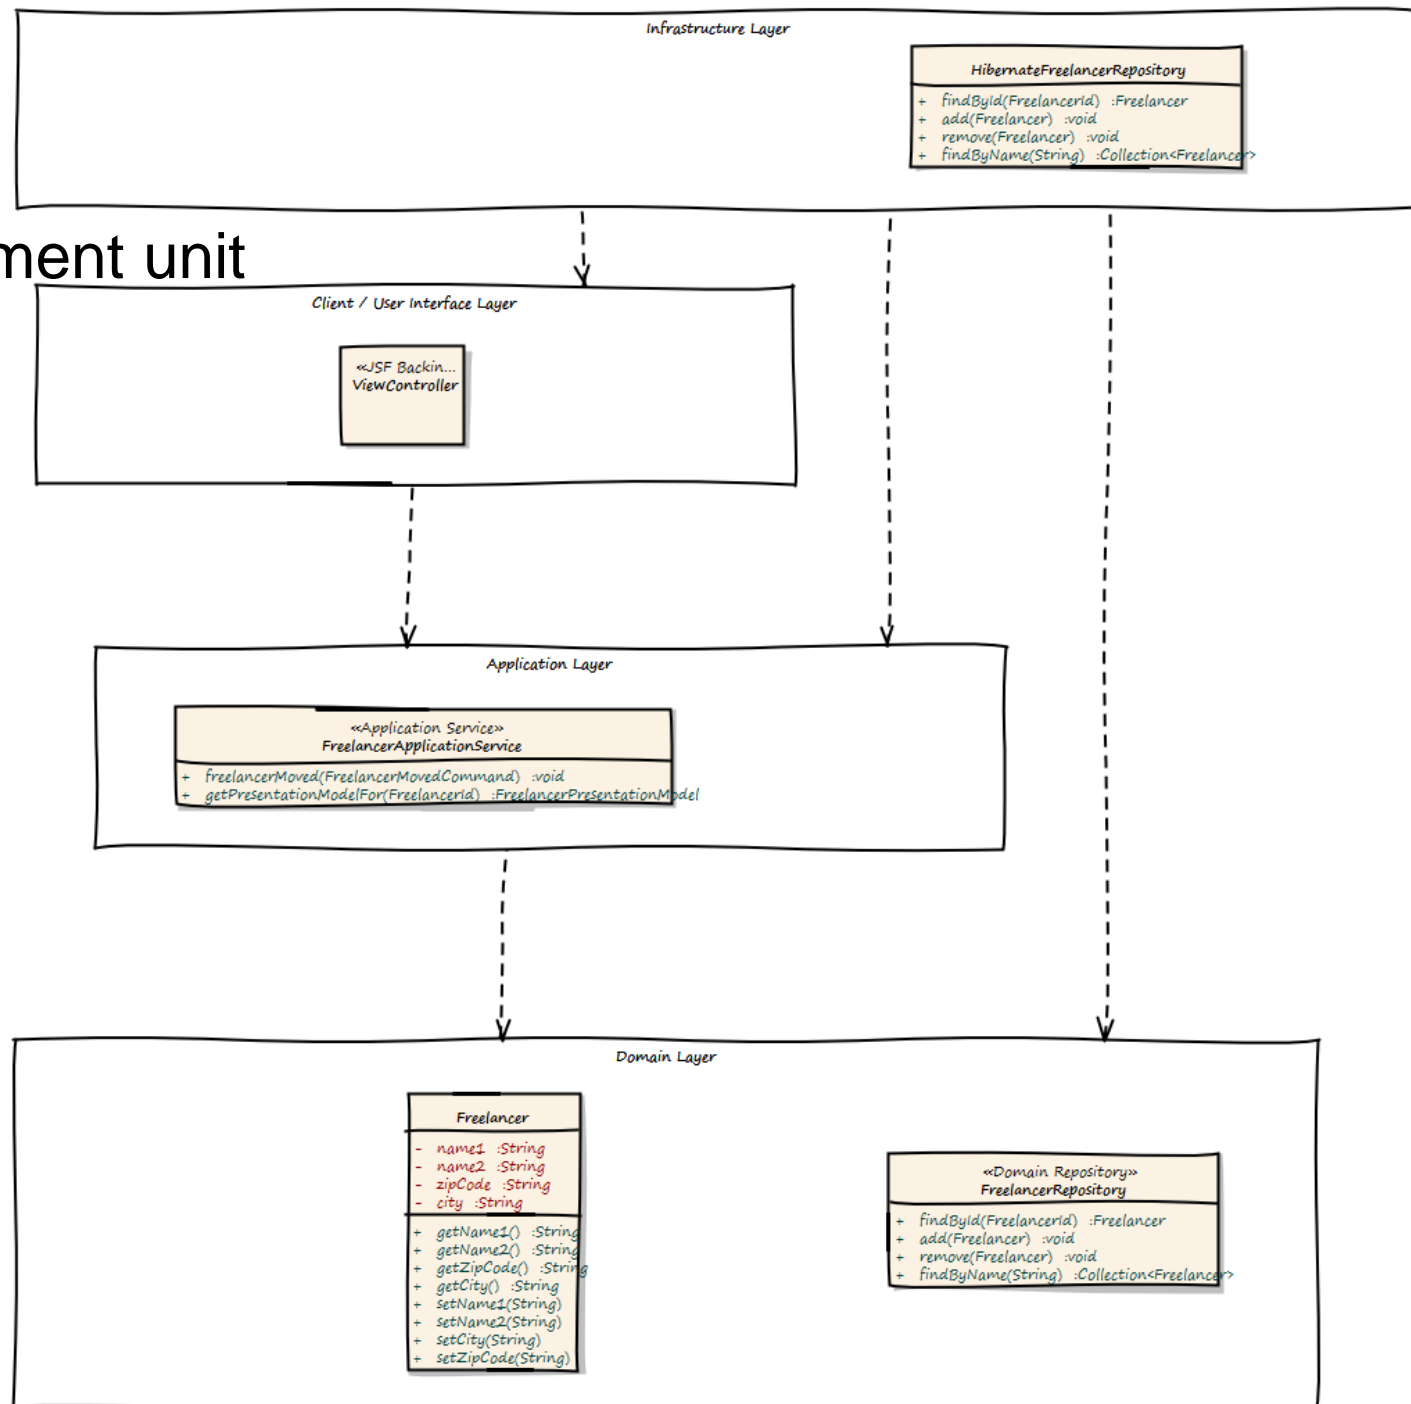 Infrastructure Layer
HibernateFreelancerRepository
+ findById(FreelancerId) :Freelancer
+ add(Freelancer) :void
+ remove(Freelancer) :void
+ findByName(String) :Collection<Freelancer>
ment unit
Client / User Interface Layer
«JSF Backin...
ViewController
Application Layer
«Application Service»
FreelancerApplicationService
+ freelancerMoved(FreelancerMovedCommand) :void
+ getPresentationModelFor(FreelancerId) :FreelancerPresentationModel
Domain Layer
Freelancer
- name1 :String
- name2 :String
- zipCode :String
- city :String
+ getName1() :String
+ getName2() :String
+ getZipCode() :String
+ getCity() :String
+ setName1(String)
+ setName2(String)
+ setCity(String)
+ setZipCode(String)
«Domain Repository»
FreelancerRepository
+ findById(FreelancerId) :Freelancer
+ add(Freelancer) :void
+ remove(Freelancer) :void
+ findByName(String) :Collection<Freelancer>